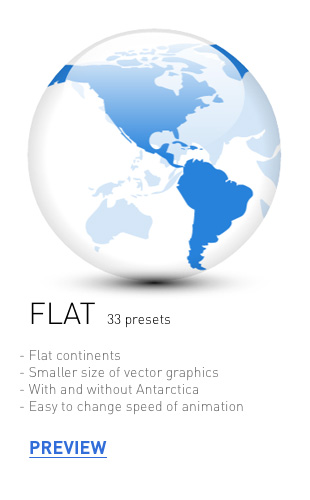 FLAT 33 presets
- Flat continents
- Smaller size of vector graphics
- With and without Antarctica
- Easy to change speed of animation
PREVIEW